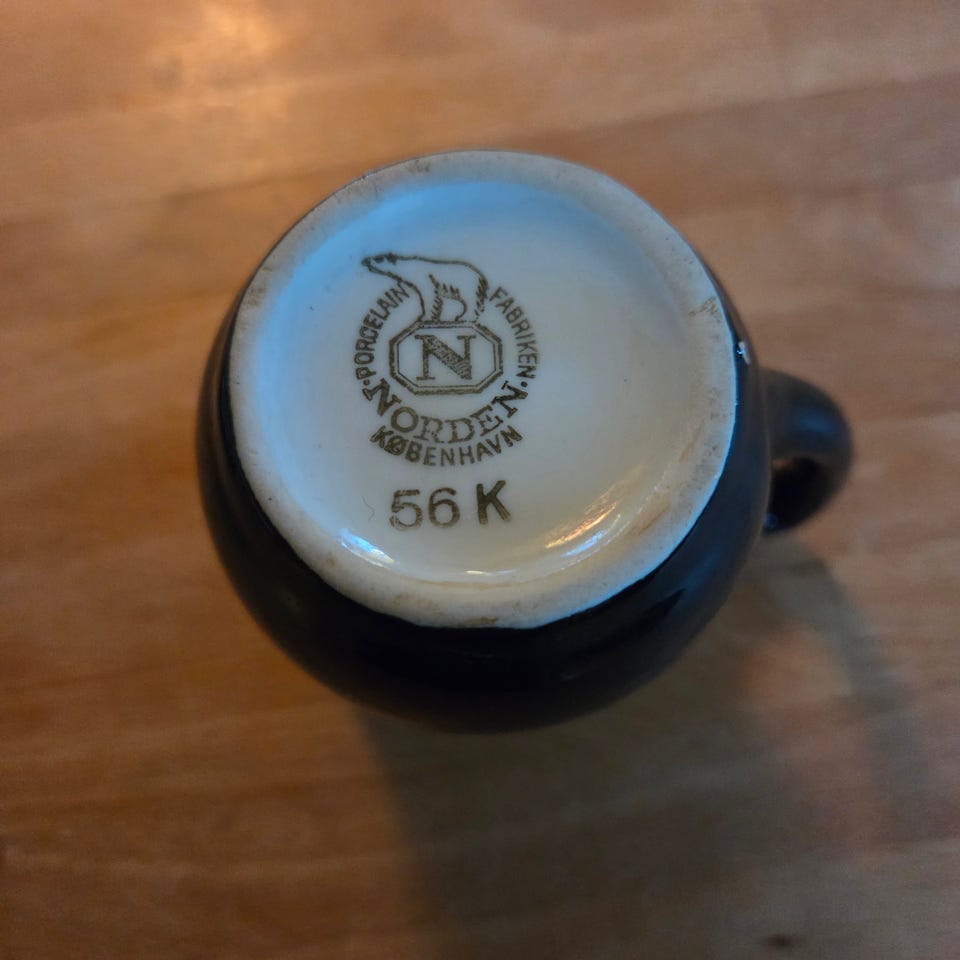 PORCELAIN FABRIKEN
N
NORDEN
KØBENHAVN
56 K